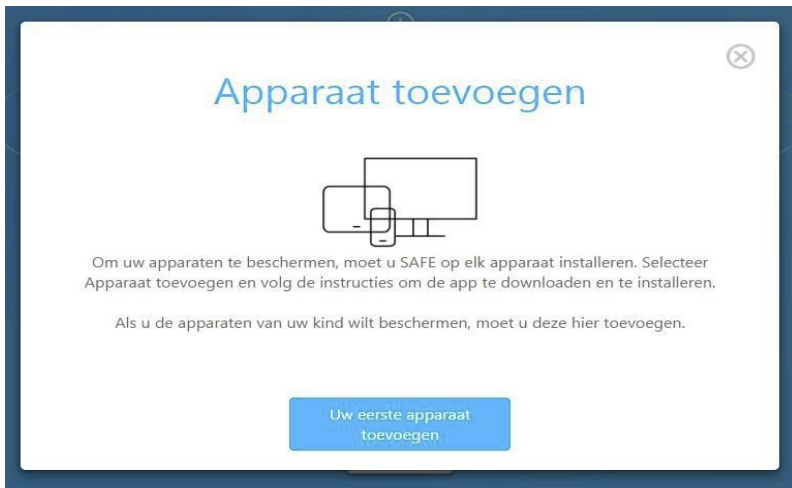 Apparaat toevoegen
Om uw apparaten te beschermen, moet u SAFE op elk apparaat installeren. Selecteer
Apparaat toevoegen en volg de instructies om de app te downloaden en te installeren.
Als u de apparaten van uw kind wilt beschermen, moet u deze hier toevoegen.
Uw eerste apparaat
toevoegen